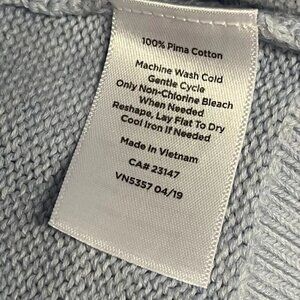 100% Pima Cotton
Machine Wash Cold
Gentle Cycle
Only Non-Chlorine Bleach
When Needed
Reshape, Lay Flat To Dry
Cool Iron If Needed
Made In Vietnam
CA# 23147
VN5357 04/19